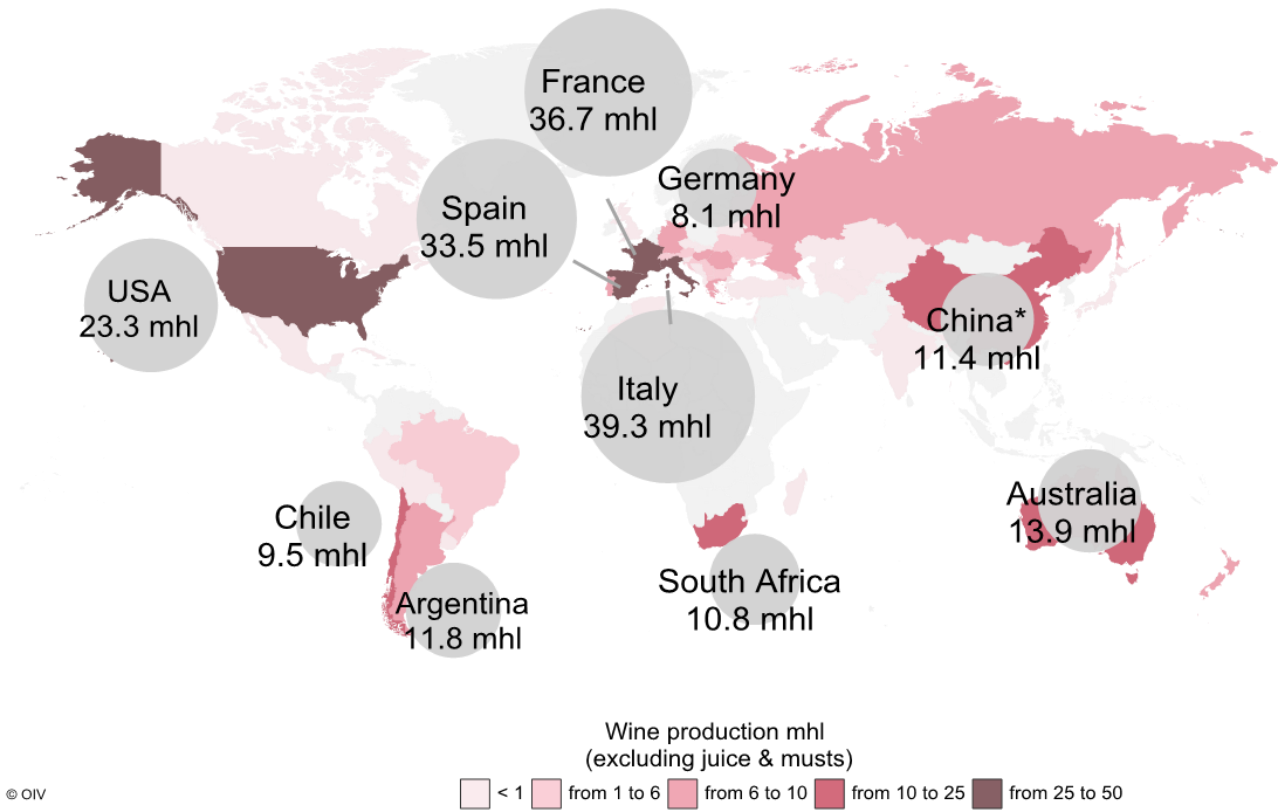 France
36.7 mhl
Germany
8.1 mhl
Spain
33.5 mhl
USA
23.3 mhl
China*
11.4 mhl
Italy
39.3 mhl
Australia
13.9 mhl
Chile
9.5 mhl
South Africa
10.8 mhl
Argentina
11.8 mhl
Wine production mhl
(excluding juice & musts)
< 1 from 1 to 6 from 6 to 10 from 10 to 25 from 25 to 50
© OIV